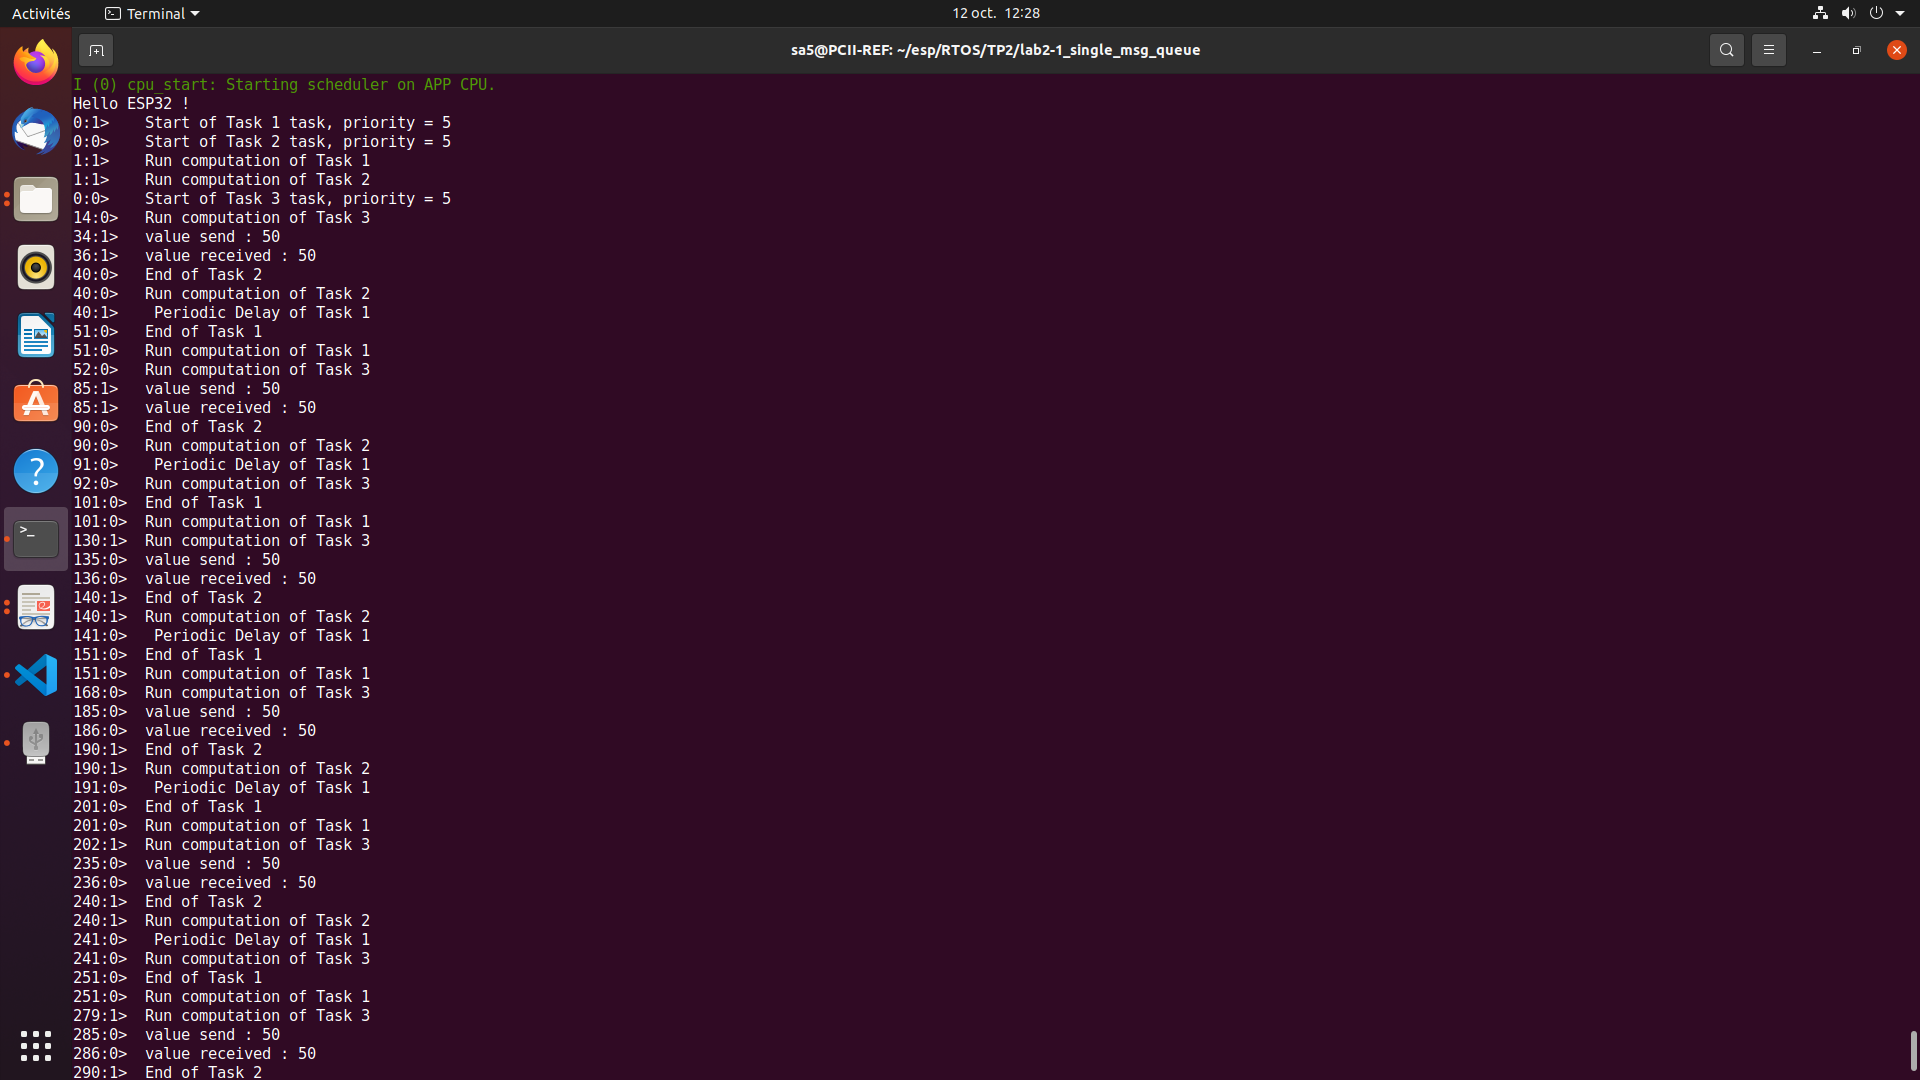 Activités
Terminal
12 oct. 12:28
sa5@PCII-REF: ~/esp/RTOS/TP2/lab2-1_single_msg_queue
I (0) cpu_start: Starting scheduler on APP CPU.
Hello ESP32 !
0:1>    Start of Task 1 task, priority = 5
0:0>    Start of Task 2 task, priority = 5
1:1>    Run computation of Task 1
1:1>    Run computation of Task 2
0:0>    Start of Task 3 task, priority = 5
14:0>   Run computation of Task 3
34:1>   value send : 50
36:1>   value received : 50
40:0>   End of Task 2
40:0>   Run computation of Task 2
40:1>    Periodic Delay of Task 1
51:0>   End of Task 1
51:0>   Run computation of Task 1
52:0>   Run computation of Task 3
85:1>   value send : 50
85:1>   value received : 50
90:0>   End of Task 2
90:0>   Run computation of Task 2
91:0>    Periodic Delay of Task 1
92:0>   Run computation of Task 3
101:0>  End of Task 1
101:0>  Run computation of Task 1
130:1>  Run computation of Task 3
135:0>  value send : 50
136:0>  value received : 50
140:1>  End of Task 2
140:1>  Run computation of Task 2
141:0>   Periodic Delay of Task 1
151:0>  End of Task 1
151:0>  Run computation of Task 1
168:0>  Run computation of Task 3
185:0>  value send : 50
186:0>  value received : 50
190:1>  End of Task 2
190:1>  Run computation of Task 2
191:0>   Periodic Delay of Task 1
201:0>  End of Task 1
201:0>  Run computation of Task 1
202:1>  Run computation of Task 3
235:0>  value send : 50
236:0>  value received : 50
240:1>  End of Task 2
240:1>  Run computation of Task 2
241:0>   Periodic Delay of Task 1
241:0>  Run computation of Task 3
251:0>  End of Task 1
251:0>  Run computation of Task 1
279:1>  Run computation of Task 3
285:0>  value send : 50
286:0>  value received : 50
290:1>  End of Task 2